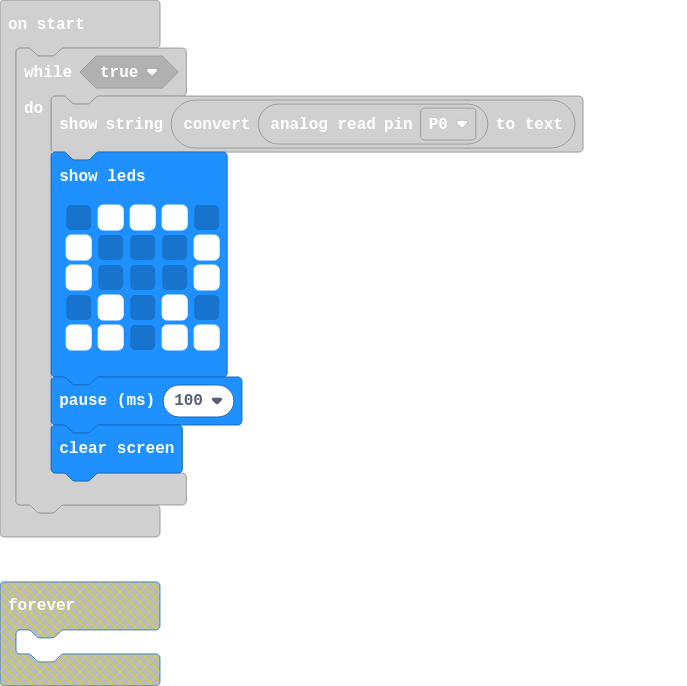 on start
while true
do
show string convert analog read pin P0 to text
show leds
pause (ms) 100
clear screen
forever